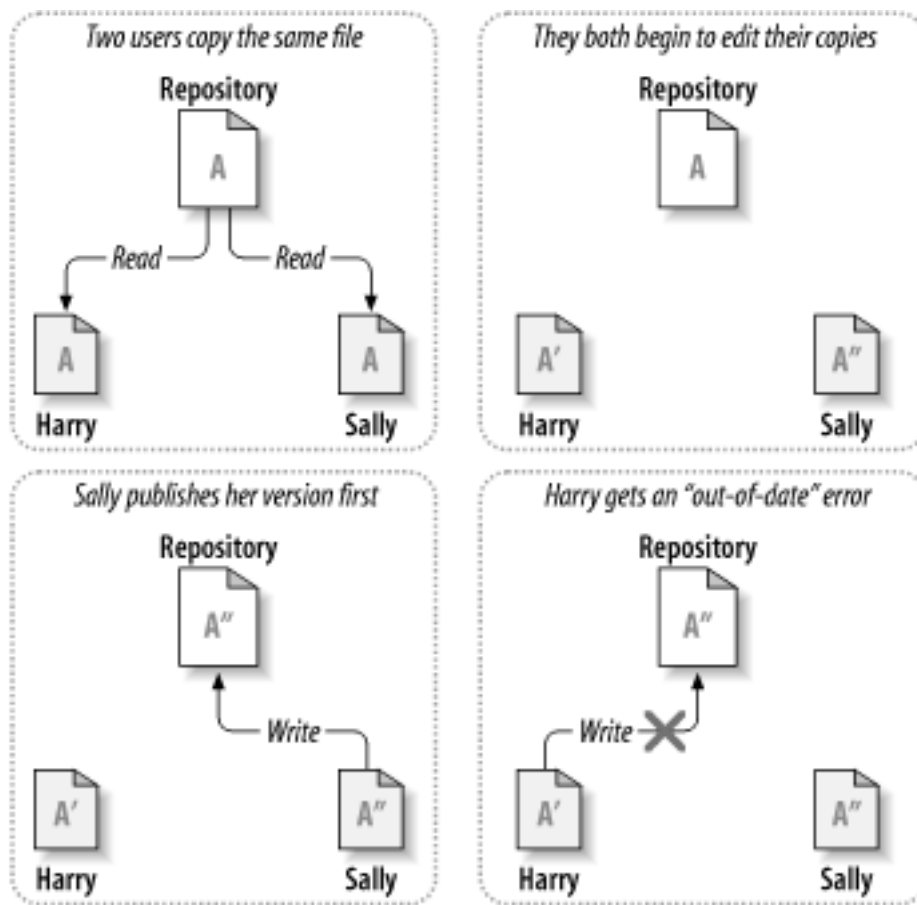 Two users copy the same file
Repository
A
Read Read
A A
Harry Sally
They both begin to edit their copies
Repository
A
A' A"
Harry Sally
Sally publishes her version first
Repository
A"
Write
A' A"
Harry Sally
Harry gets an “out-of-date” error
Repository
A"
Write
A' A"
Harry Sally